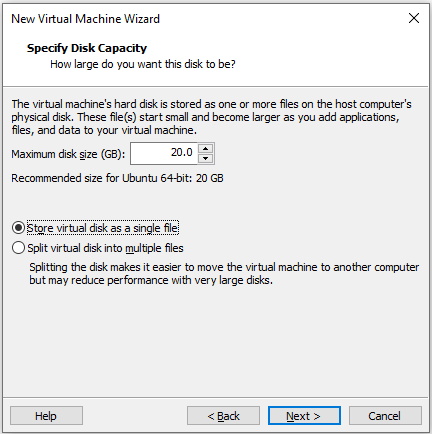 New Virtual Machine Wizard
Specify Disk Capacity
How large do you want this disk to be?
The virtual machine's hard disk is stored as one or more files on the host computer's
physical disk. These file(s) start small and become larger as you add applications,
files, and data to your virtual machine.
Maximum disk size (GB): 20.0
Recommended size for Ubuntu 64-bit: 20 GB
Store virtual disk as a single file
Split virtual disk into multiple files
Splitting the disk makes it easier to move the virtual machine to another computer
but may reduce performance with very large disks.
Help < Back Next > Cancel